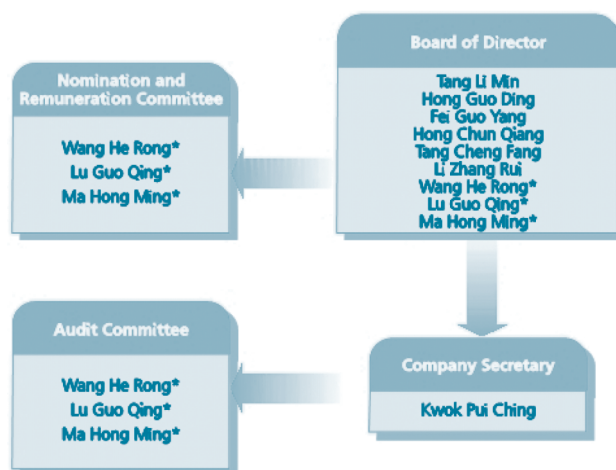 Board of Director
Tang Li Min
Hong Guo Ding
Fei Guo Yang
Hong Chun Qiang
Tang Cheng Fang
Li Zhang Rui
Wang He Rong*
Lu Guo Qing*
Ma Hong Ming*
Nomination and
Remuneration Committee
Wang He Rong*
Lu Guo Qing*
Ma Hong Ming*
Company Secretary
Kwok Pui Ching
Audit Committee
Wang He Rong*
Lu Guo Qing*
Ma Hong Ming*